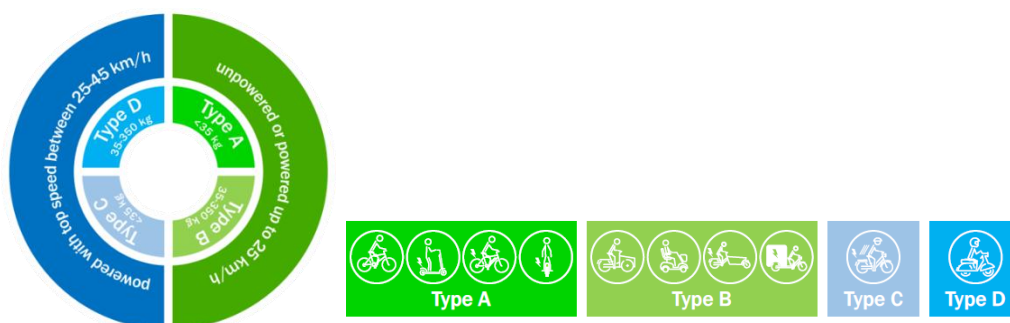 powered with top speed between 25-45 km/h
unpowered or powered up to 25 km/h
Type D
35-350 kg
Type A
<35 kg
Type C
<35 kg
Type B
35-350 kg
Type A
Type B
Type C
Type D